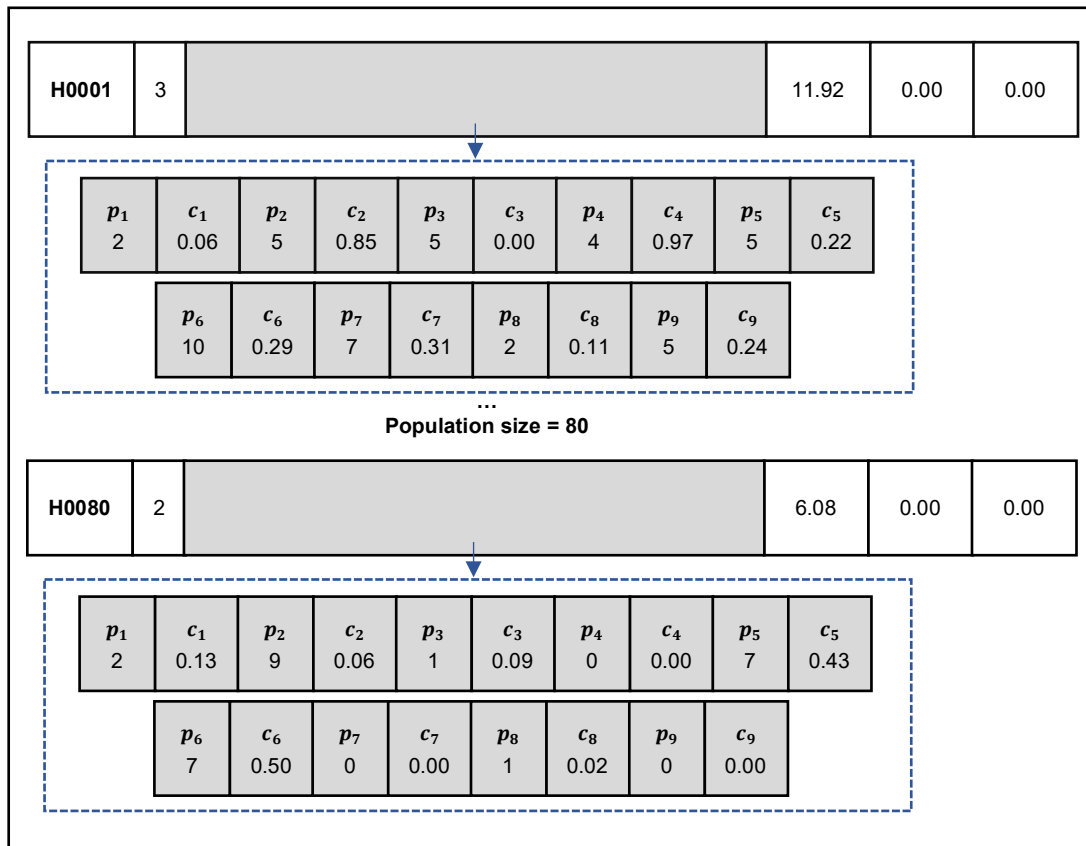 H0001 3 11.92 0.00 0.00
p₁ c₁ p₂ c₂ p₃ c₃ p₄ c₄ p₅ c₅
2 0.06 5 0.85 5 0.00 4 0.97 5 0.22
p₆ c₆ p₇ c₇ p₈ c₈ p₉ c₉
10 0.29 7 0.31 2 0.11 5 0.24
...
Population size = 80
H0080 2 6.08 0.00 0.00
p₁ c₁ p₂ c₂ p₃ c₃ p₄ c₄ p₅ c₅
2 0.13 9 0.06 1 0.09 0 0.00 7 0.43
p₆ c₆ p₇ c₇ p₈ c₈ p₉ c₉
7 0.50 0 0.00 1 0.02 0 0.00